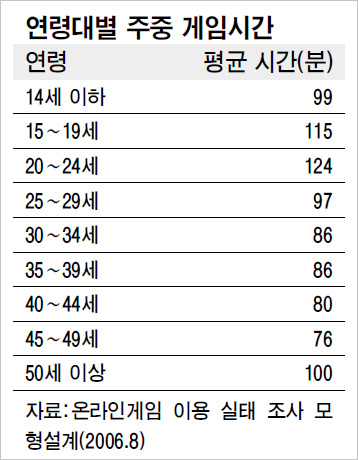 연령대별 주중 게임시간
연령 평균 시간(분)
14세 이하 99
15~19세 115
20~24세 124
25~29세 97
30~34세 86
35~39세 86
40~44세 80
45~49세 76
50세 이상 100
자료:온라인게임 이용 실태 조사 모
형설계(2006.8)